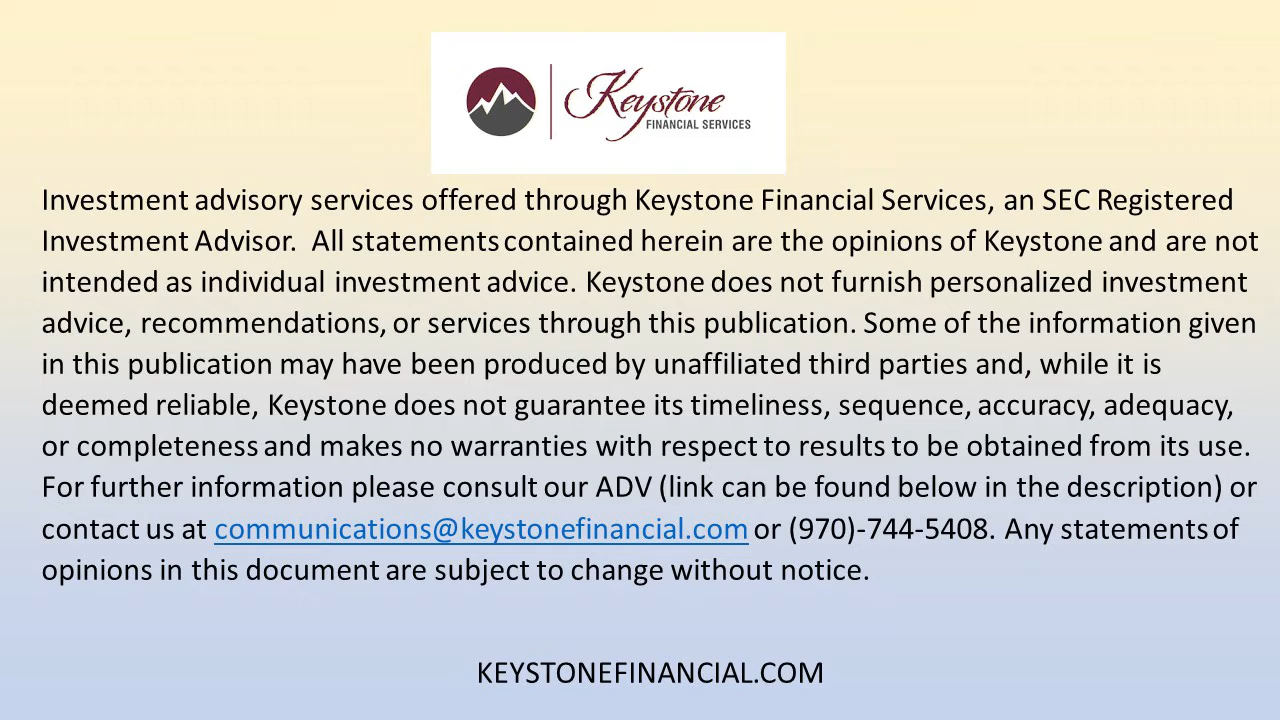 Keystone
FINANCIAL SERVICES
Investment advisory services offered through Keystone Financial Services, an SEC Registered
Investment Advisor.  All statements contained herein are the opinions of Keystone and are not
intended as individual investment advice. Keystone does not furnish personalized investment
advice, recommendations, or services through this publication. Some of the information given
in this publication may have been produced by unaffiliated third parties and, while it is
deemed reliable, Keystone does not guarantee its timeliness, sequence, accuracy, adequacy,
or completeness and makes no warranties with respect to results to be obtained from its use.
For further information please consult our ADV (link can be found below in the description) or
contact us at communications@keystonefinancial.com or (970)-744-5408. Any statements of
opinions in this document are subject to change without notice.
KEYSTONEFINANCIAL.COM